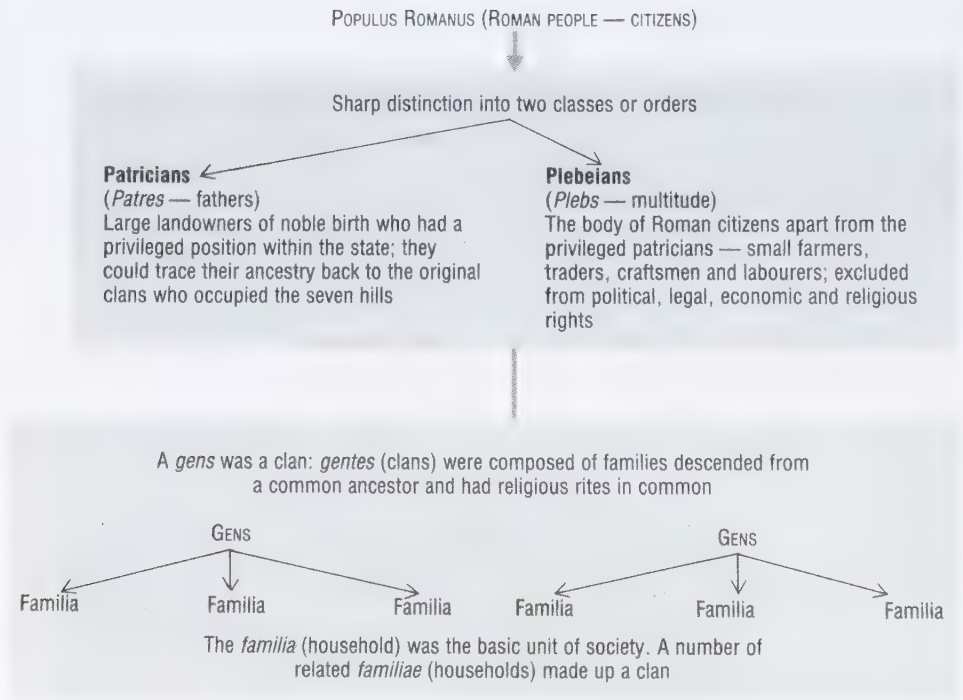 POPULUS ROMANUS (ROMAN PEOPLE — CITIZENS)
Sharp distinction into two classes or orders
Patricians
(Patres — fathers)
Large landowners of noble birth who had a
privileged position within the state; they
could trace their ancestry back to the original
clans who occupied the seven hills
Plebeians
(Plebs — multitude)
The body of Roman citizens apart from the
privileged patricians — small farmers,
traders, craftsmen and labourers; excluded
from political, legal, economic and religious
rights
A gens was a clan: gentes (clans) were composed of families descended from
a common ancestor and had religious rites in common
GENS
GENS
Familia
Familia
Familia
Familia
Familia
Familia
The familia (household) was the basic unit of society. A number of
related familiae (households) made up a clan